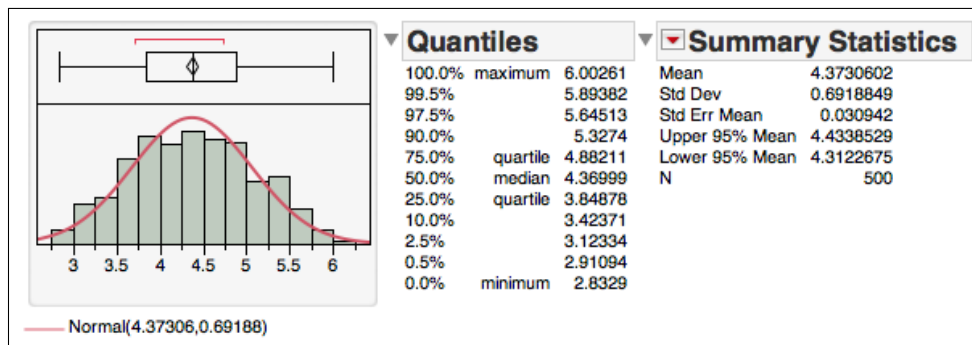 3 3.5 4 4.5 5 5.5 6
Normal(4.37306,0.69188)
Quantiles
100.0% maximum 6.00261
99.5% 5.89382
97.5% 5.64513
90.0% 5.3274
75.0% quartile 4.88211
50.0% median 4.36999
25.0% quartile 3.84878
10.0% 3.42371
2.5% 3.12334
0.5% 2.91094
0.0% minimum 2.8329
Summary Statistics
Mean 4.3730602
Std Dev 0.6918849
Std Err Mean 0.030942
Upper 95% Mean 4.4338529
Lower 95% Mean 4.3122675
N 500